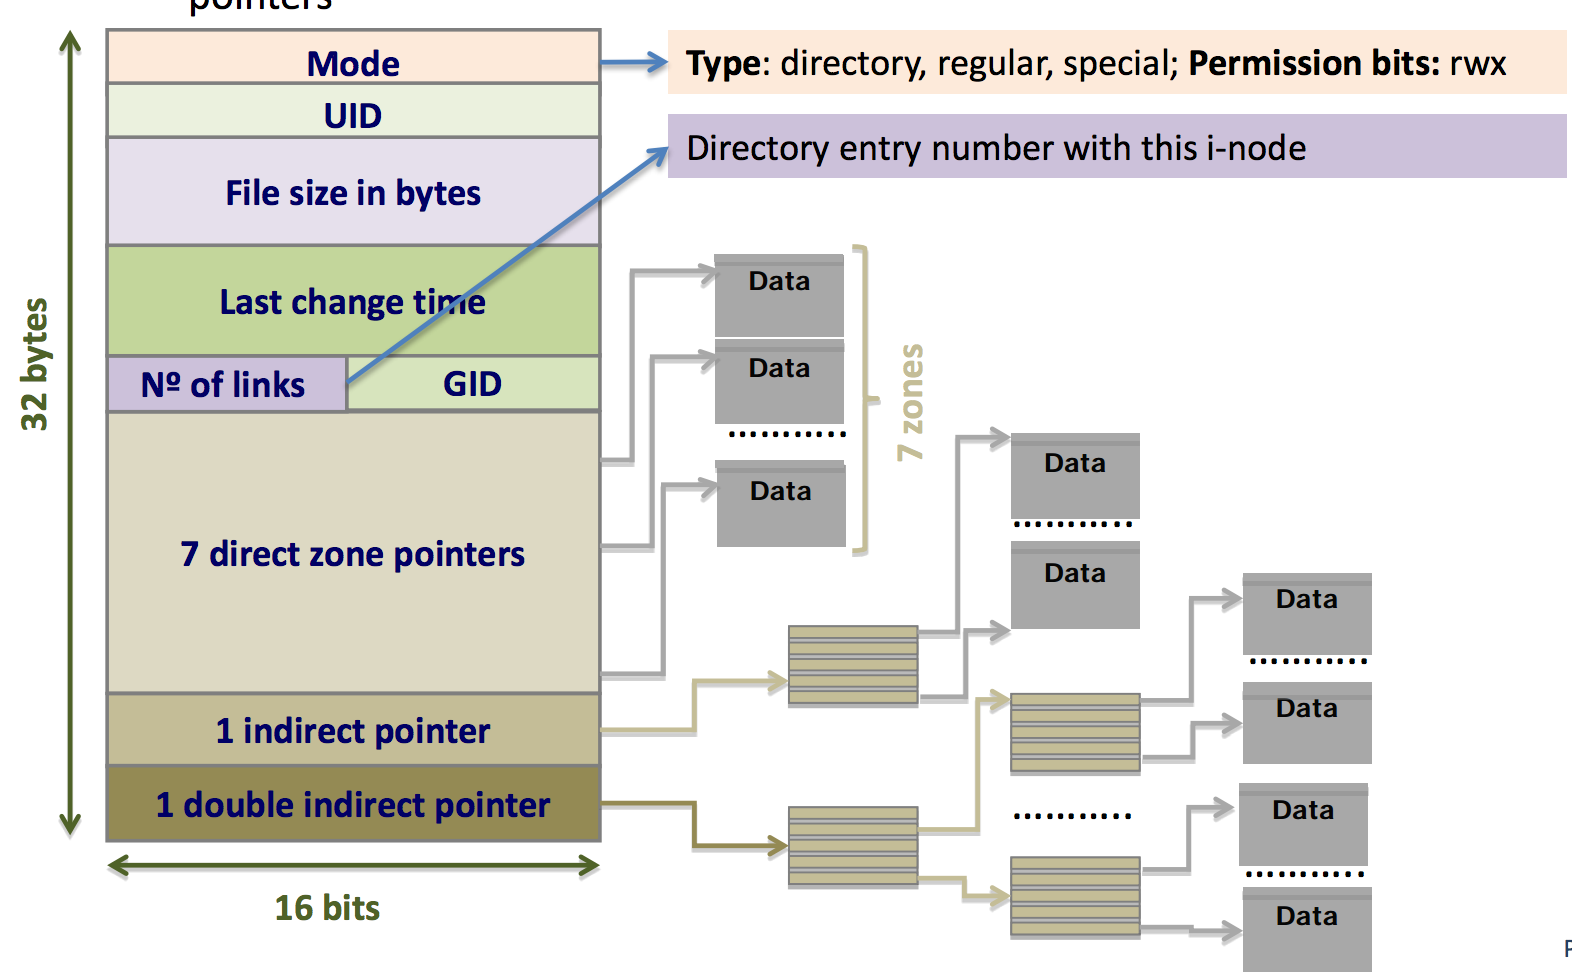 pointers
Mode
Type: directory, regular, special; Permission bits: rwx
UID
Directory entry number with this i-node
File size in bytes
Last change time
Nº of links
GID
7 direct zone pointers
1 indirect pointer
1 double indirect pointer
32 bytes
16 bits
Data
Data
...........
Data
7 zones
Data
...........
Data
Data
...........
Data
...........
Data
...........
Data